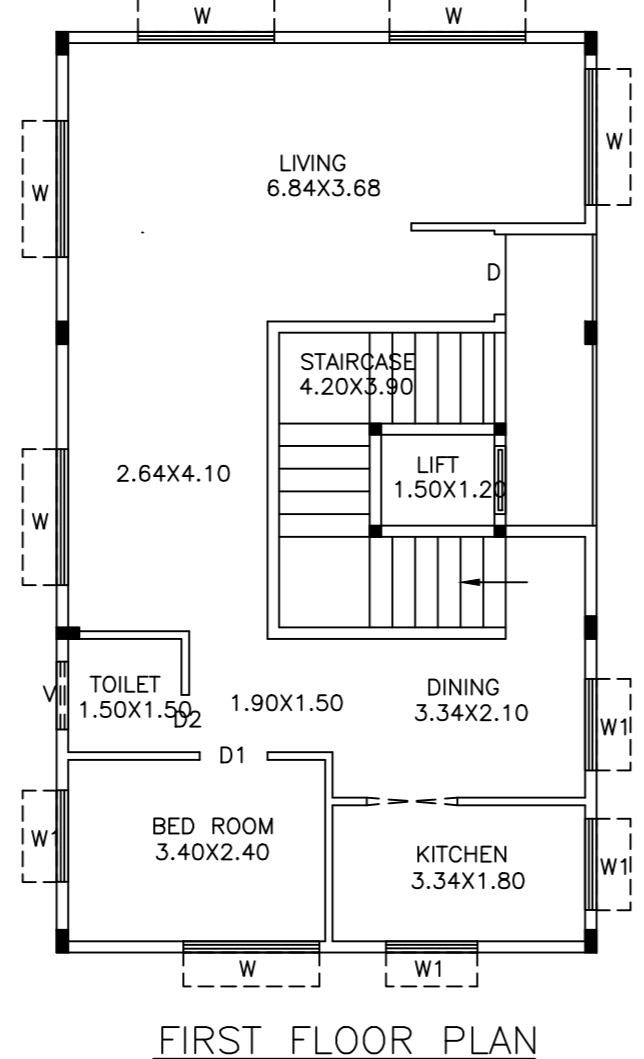 W W
LIVING
6.84X3.68
W
W
D
STAIRCASE
4.20X3.90
LIFT
1.50X1.20
2.64X4.10
W
TOILET
1.50X1.50
V
D2
1.90X1.50
DINING
3.34X2.10
W1
D1
BED ROOM
3.40X2.40
W1
KITCHEN
3.34X1.80
W1
W
W1
FIRST FLOOR PLAN